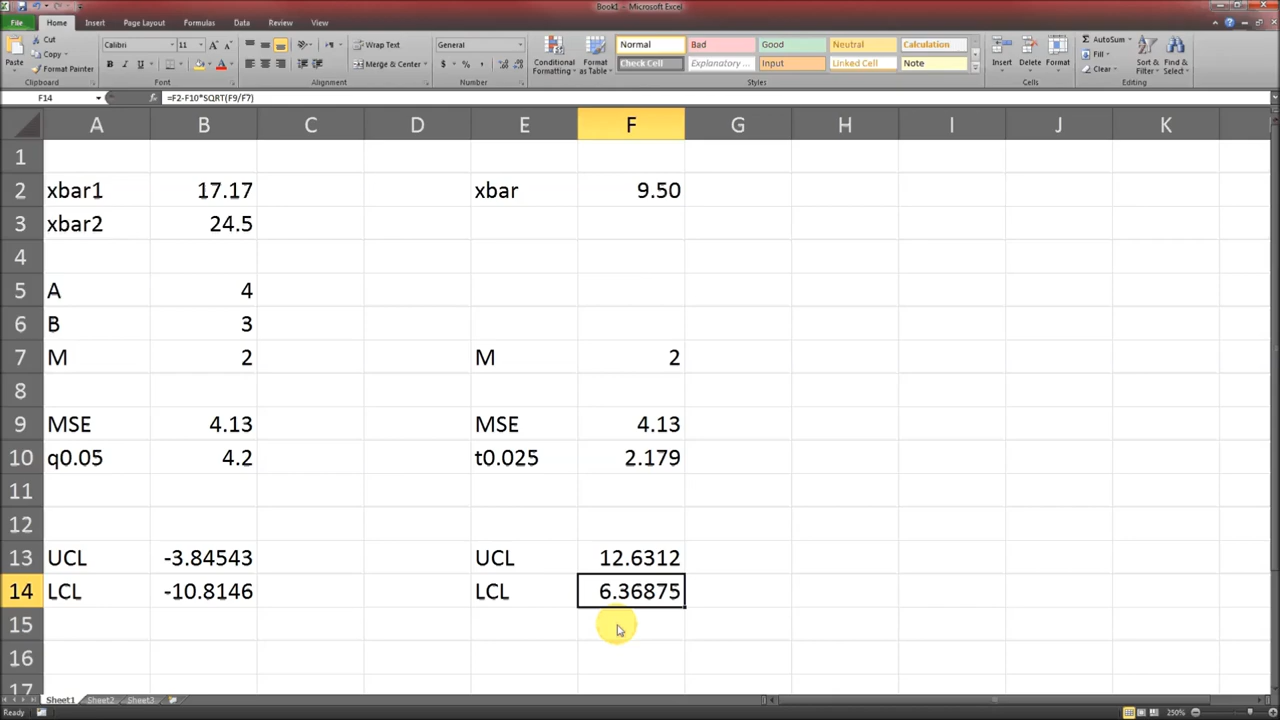 Book1 - Microsoft Excel
File Home Insert Page Layout Formulas Data Review View
Cut
Copy
Format Painter
Paste
Clipboard
Calibri 11
B I U
Font
Wrap Text
Merge & Center
Alignment
General
$ % ,
Number
Conditional Formatting
Format as Table
Normal Bad Good Neutral Calculation
Check Cell Explanatory ... Input Linked Cell Note
Styles
Insert Delete Format
Cells
AutoSum
Fill
Clear
Sort & Filter
Find & Select
Editing
F14 fx =F2-F10*SQRT(F9/F7)
A B C D E F G H I J K
1
2 xbar1 17.17 xbar 9.50
3 xbar2 24.5
4
5 A 4
6 B 3
7 M 2 M 2
8
9 MSE 4.13 MSE 4.13
10 q0.05 4.2 t0.025 2.179
11
12
13 UCL -3.84543 UCL 12.6312
14 LCL -10.8146 LCL 6.36875
15
16
17
Sheet1 Sheet2 Sheet3
Ready 250%